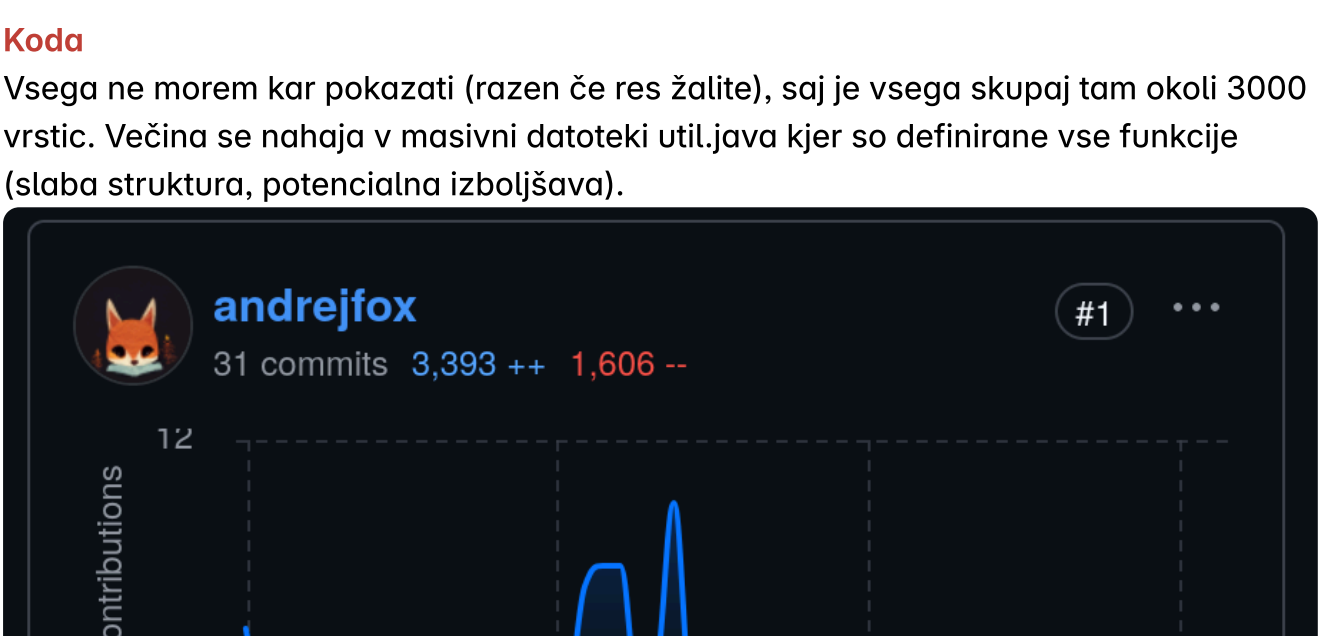 Koda
Vsega ne morem kar pokazati (razen če res žalite), saj je vsega skupaj tam okoli 3000
vrstic. Večina se nahaja v masivni datoteki util.java kjer so definirane vse funkcije
(slaba struktura, potencialna izboljšava).
andrejfox
#1
31 commits 3,393 ++ 1,606 --
12
ontributions